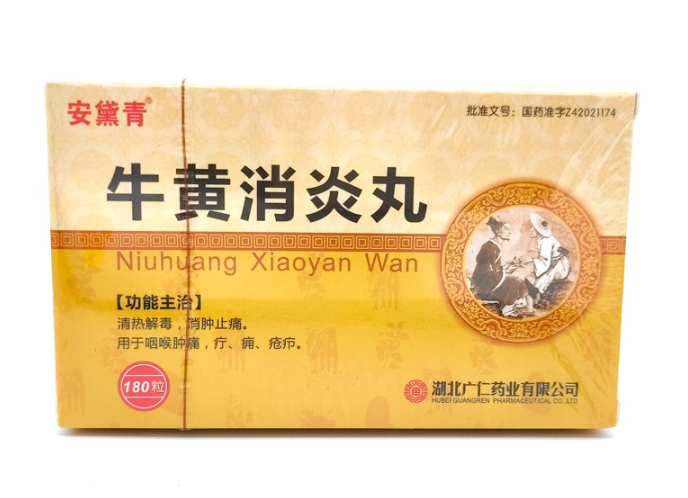 安黛青®
批准文号：国药准字Z42021174
牛黄消炎丸
Niuhuang Xiaoyan Wan
【功能主治】
清热解毒，消肿止痛。
用于咽喉肿痛，疔、痈、疮疖。
180粒
湖北广仁药业有限公司
HUBEI GUANGREN PHARMACEUTICAL CO.,LTD